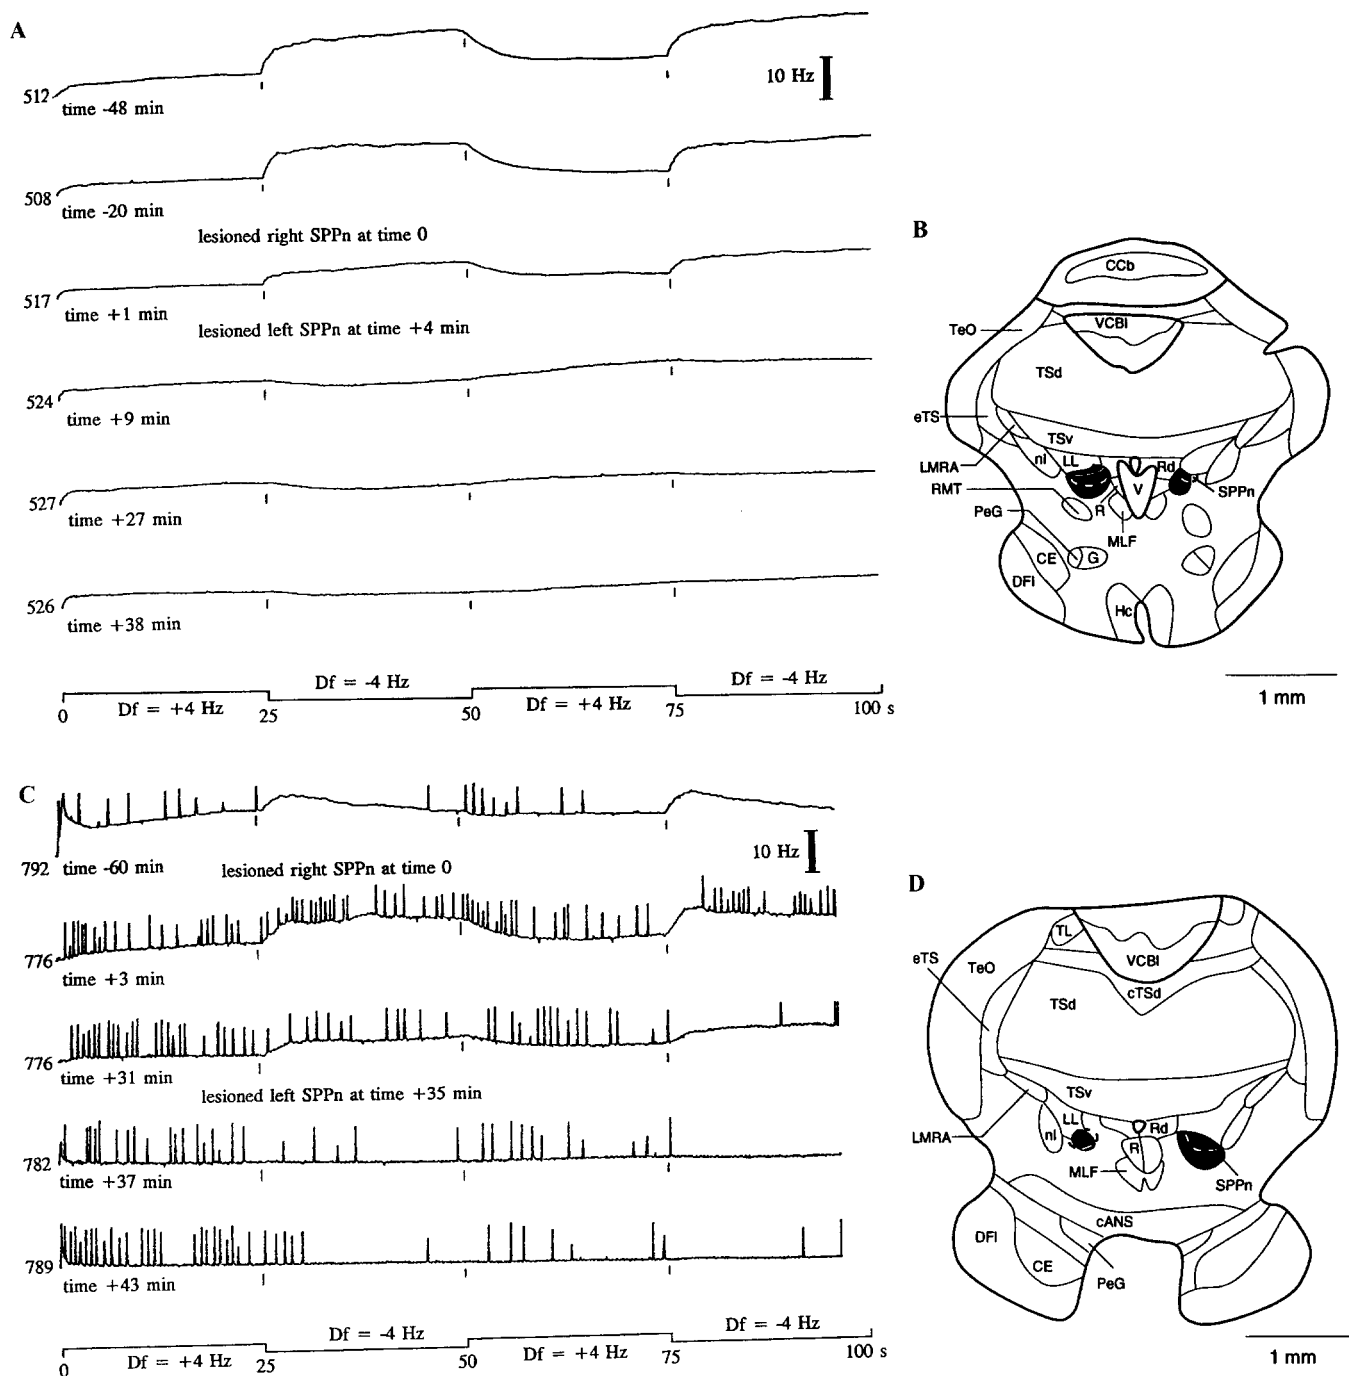 A
10 Hz
512
time -48 min
508
time -20 min
lesioned right SPPn at time 0
517
time +1 min
lesioned left SPPn at time +4 min
524
time +9 min
527
time +27 min
526
time +38 min
Df = -4 Hz
Df = -4 Hz
Df = +4 Hz
Df = +4 Hz
0
25
50
75
100 s
B
CCb
TeO
VCBl
TSd
eTS
TSv
LMRA
nl
LL
Rd
RMT
V
SPPn
PeG
R
MLF
CE
G
DFl
Hc
1 mm
C
10 Hz
792
time -60 min
lesioned right SPPn at time 0
776
time +3 min
776
time +31 min
lesioned left SPPn at time +35 min
782
time +37 min
789
time +43 min
Df = -4 Hz
Df = -4 Hz
Df = +4 Hz
Df = +4 Hz
0
25
50
75
100 s
D
TL
eTS
TeO
VCBl
cTSd
TSd
TSv
LL
LMRA
nl
Rd
R
MLF
SPPn
cANS
DFl
CE
PeG
1 mm